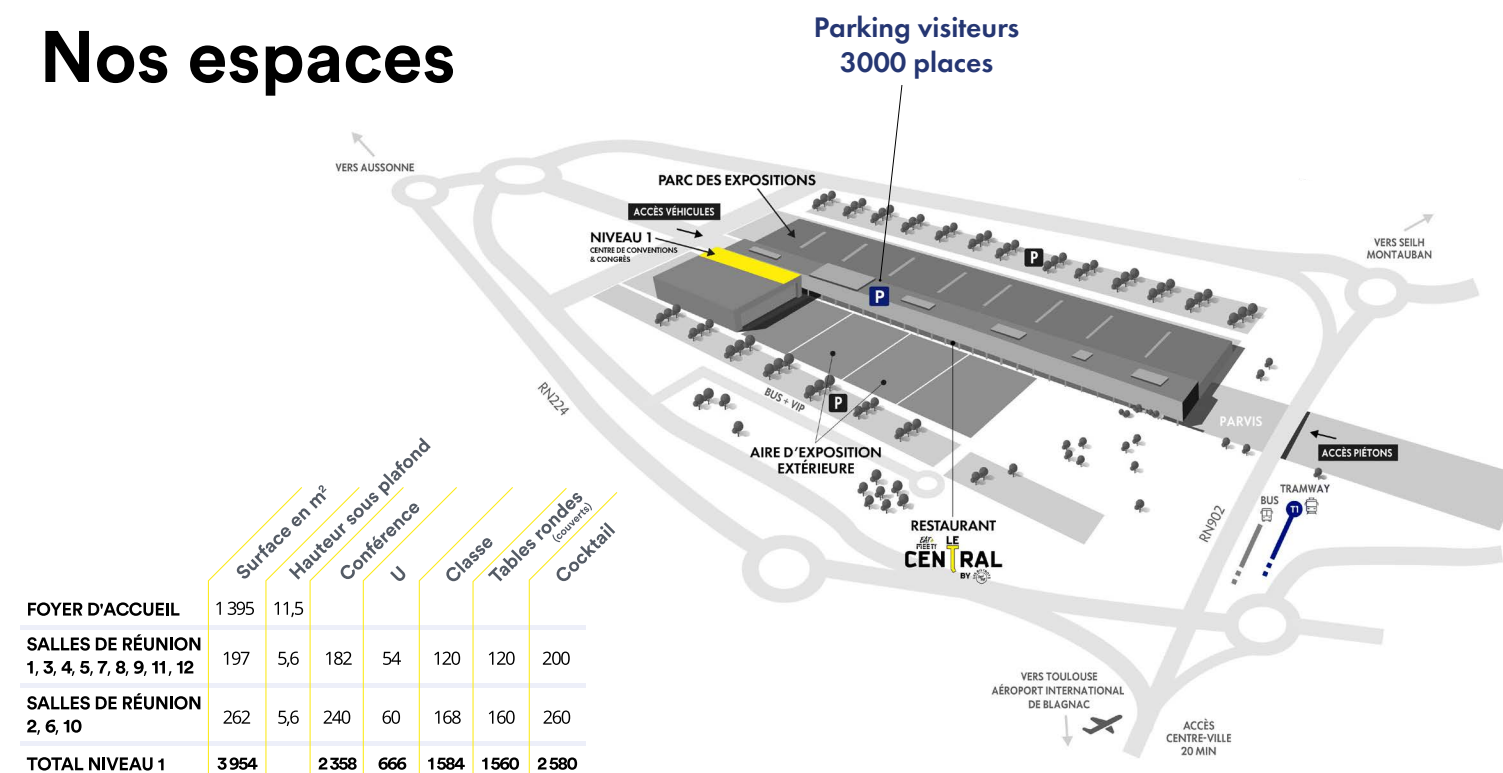 Nos espaces
Parking visiteurs
3000 places
VERS AUSSONNE
PARC DES EXPOSITIONS
ACCÈS VÉHICULES
NIVEAU 1
CENTRE DE CONVENTIONS
& CONGRÈS
P
P
VERS SEILH
MONTAUBAN
RN224
BUS + VIP
P
AIRE D'EXPOSITION
EXTÉRIEURE
PARVIS
ACCÈS PIÉTONS
TRAMWAY
BUS
T1
RN902
RESTAURANT
EAT &
MEET!
LE
CENTRAL
BY
VERS TOULOUSE
AÉROPORT INTERNATIONAL
DE BLAGNAC
ACCÈS
CENTRE-VILLE
20 MIN
Surface en m²
Hauteur sous plafond
Conférence
U
Classe
Tables rondes
(couverts)
Cocktail
FOYER D'ACCUEIL 1 395 11,5
SALLES DE RÉUNION
1, 3, 4, 5, 7, 8, 9, 11, 12 197 5,6 182 54 120 120 200
SALLES DE RÉUNION
2, 6, 10 262 5,6 240 60 168 160 260
TOTAL NIVEAU 1 3 954 2 358 666 1 584 1 560 2 580